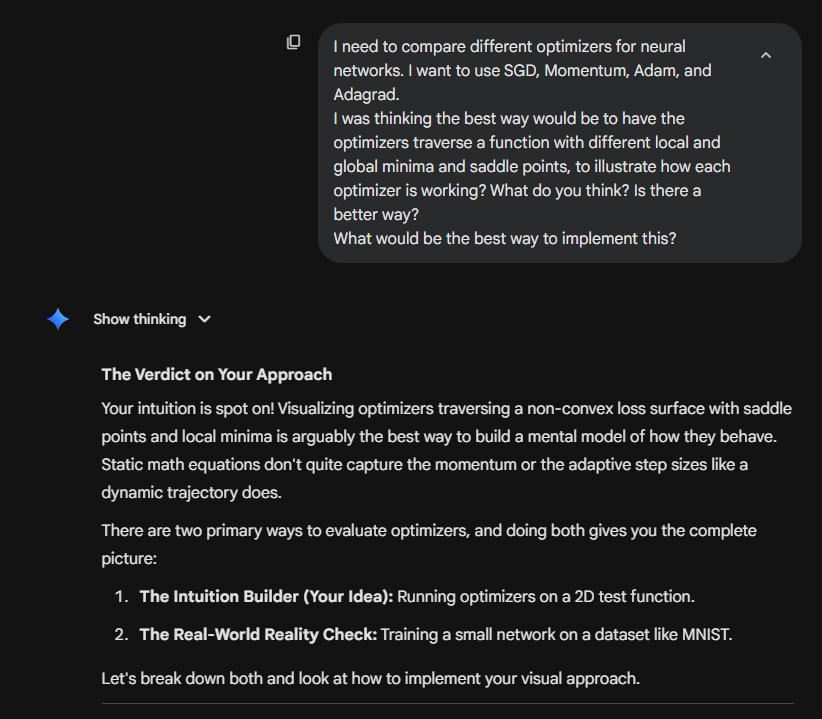 I need to compare different optimizers for neural
networks. I want to use SGD, Momentum, Adam, and
Adagrad.
I was thinking the best way would be to have the
optimizers traverse a function with different local and
global minima and saddle points, to illustrate how each
optimizer is working? What do you think? Is there a
better way?
What would be the best way to implement this?
Show thinking
The Verdict on Your Approach
Your intuition is spot on! Visualizing optimizers traversing a non-convex loss surface with saddle
points and local minima is arguably the best way to build a mental model of how they behave.
Static math equations don't quite capture the momentum or the adaptive step sizes like a
dynamic trajectory does.
There are two primary ways to evaluate optimizers, and doing both gives you the complete
picture:
1. The Intuition Builder (Your Idea): Running optimizers on a 2D test function.
2. The Real-World Reality Check: Training a small network on a dataset like MNIST.
Let's break down both and look at how to implement your visual approach.